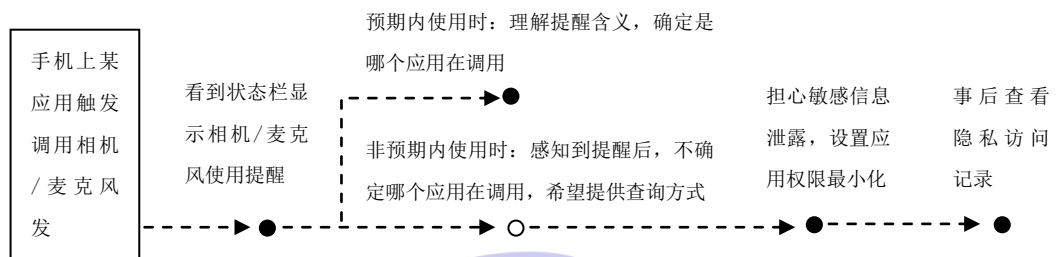 手机上某
应用触发
调用相机
/麦克风
发
看到状态栏显
示相机/麦克
风使用提醒
预期内使用时：理解提醒含义，确定是
哪个应用在调用
非预期内使用时：感知到提醒后，不确
定哪个应用在调用，希望提供查询方式
担心敏感信息
泄露，设置应
用权限最小化
事后查看
隐私访问
记录